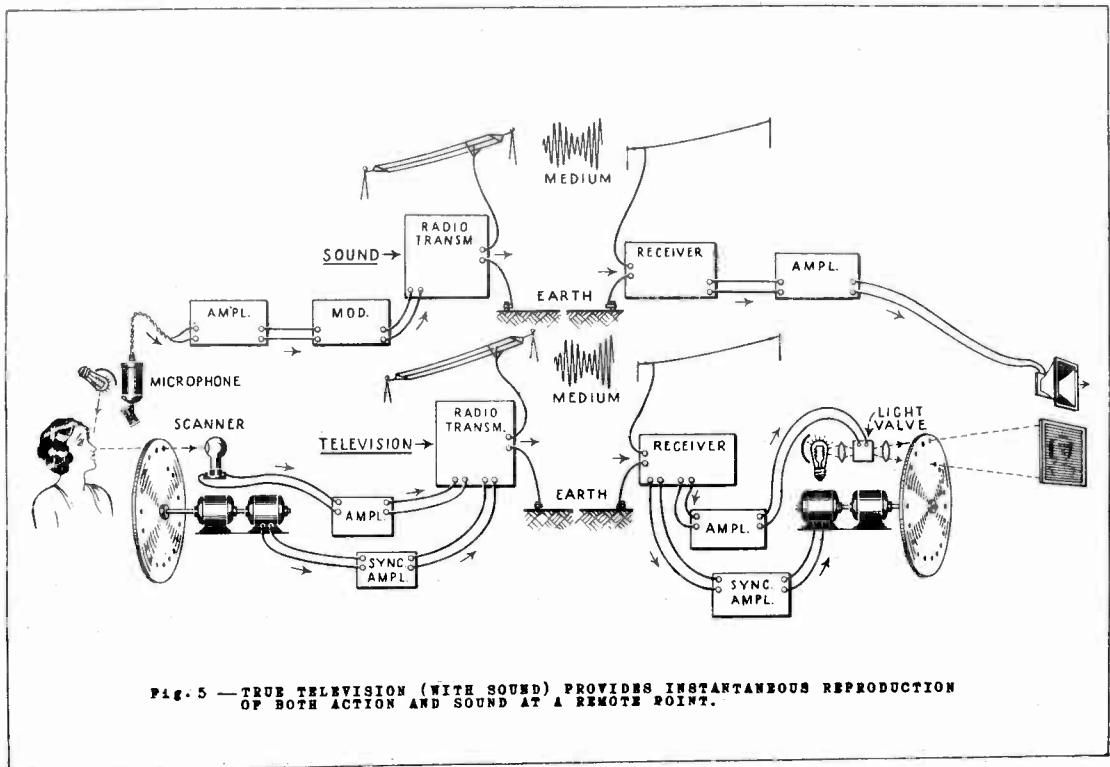 MEDIUM
RADIO
TRANSM
SOUND
RECEIVER
AMPL.
EARTH
AMPL.
MOD.
MICROPHONE
MEDIUM
SCANNER
RADIO
TRANSM.
TELEVISION
RECEIVER
LIGHT
VALVE
EARTH
AMPL.
AMPL.
SYNC.
AMPL.
SYNC.
AMPL.
Fig. 5 — TRUE TELEVISION (WITH SOUND) PROVIDES INSTANTANEOUS REPRODUCTION
OF BOTH ACTION AND SOUND AT A REMOTE POINT.